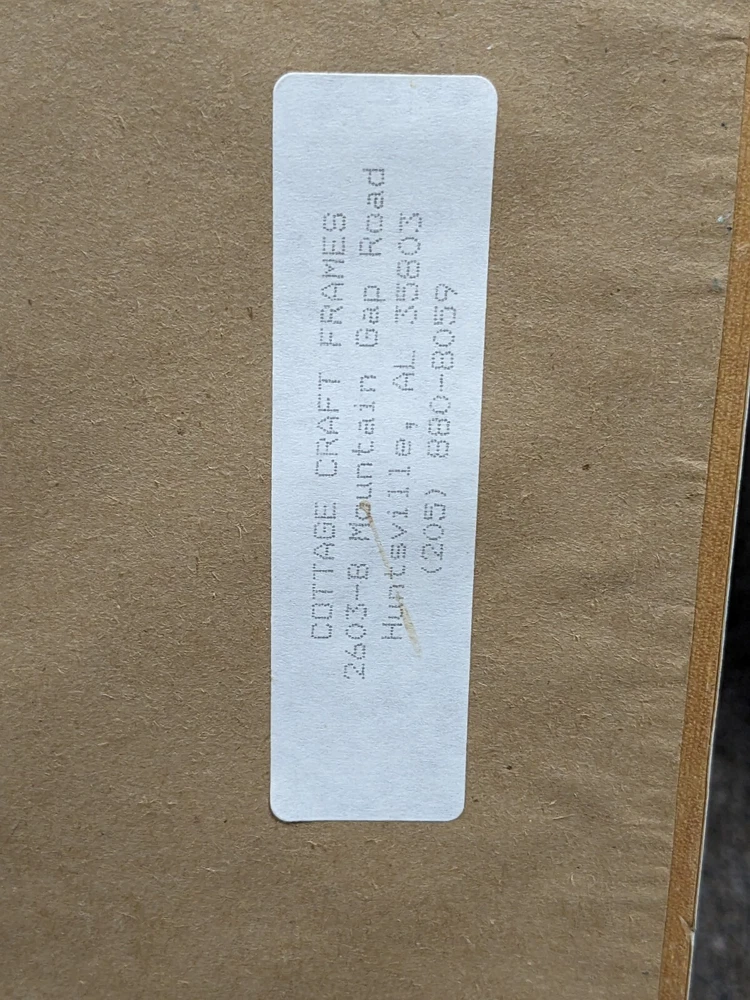 COTTAGE CRAFT FRAMES
2603-B Mountain Gap Road
Huntsville, AL 35803
(205) 880-8059